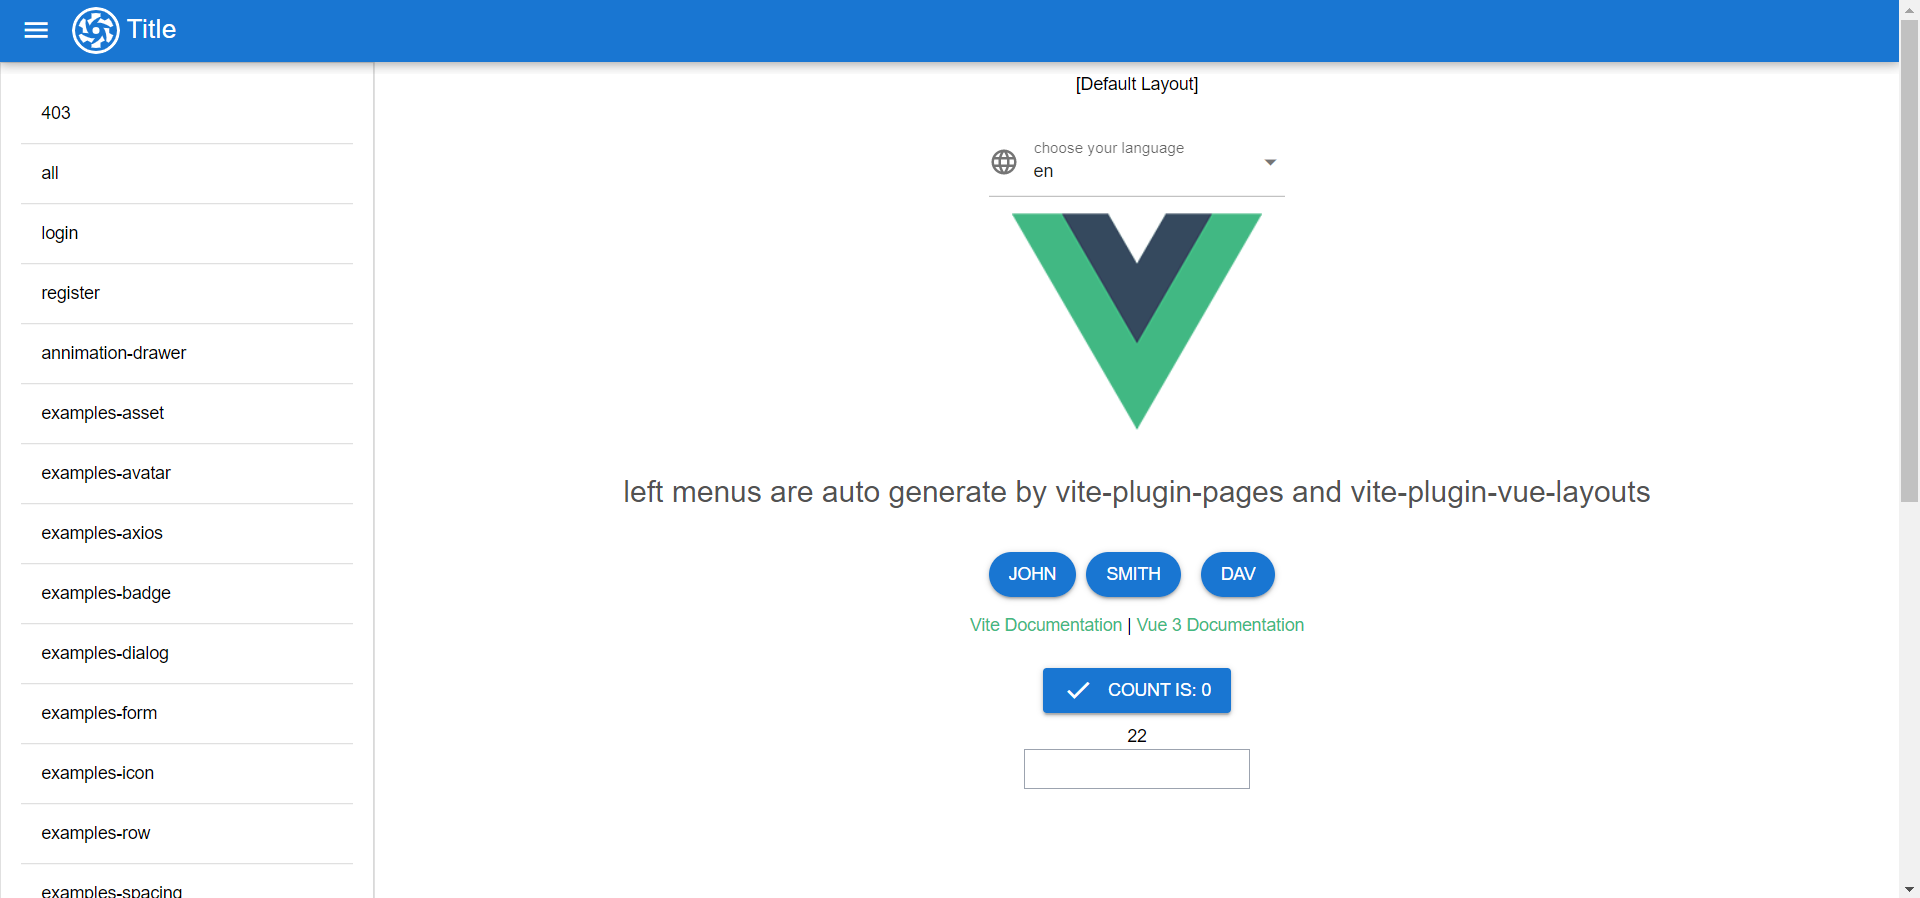 Title
403
all
login
register
annimation-drawer
examples-asset
examples-avatar
examples-axios
examples-badge
examples-dialog
examples-form
examples-icon
examples-row
examples-spacing
[Default Layout]
choose your language
en
left menus are auto generate by vite-plugin-pages and vite-plugin-vue-layouts
JOHN SMITH DAV
Vite Documentation | Vue 3 Documentation
COUNT IS: 0
22